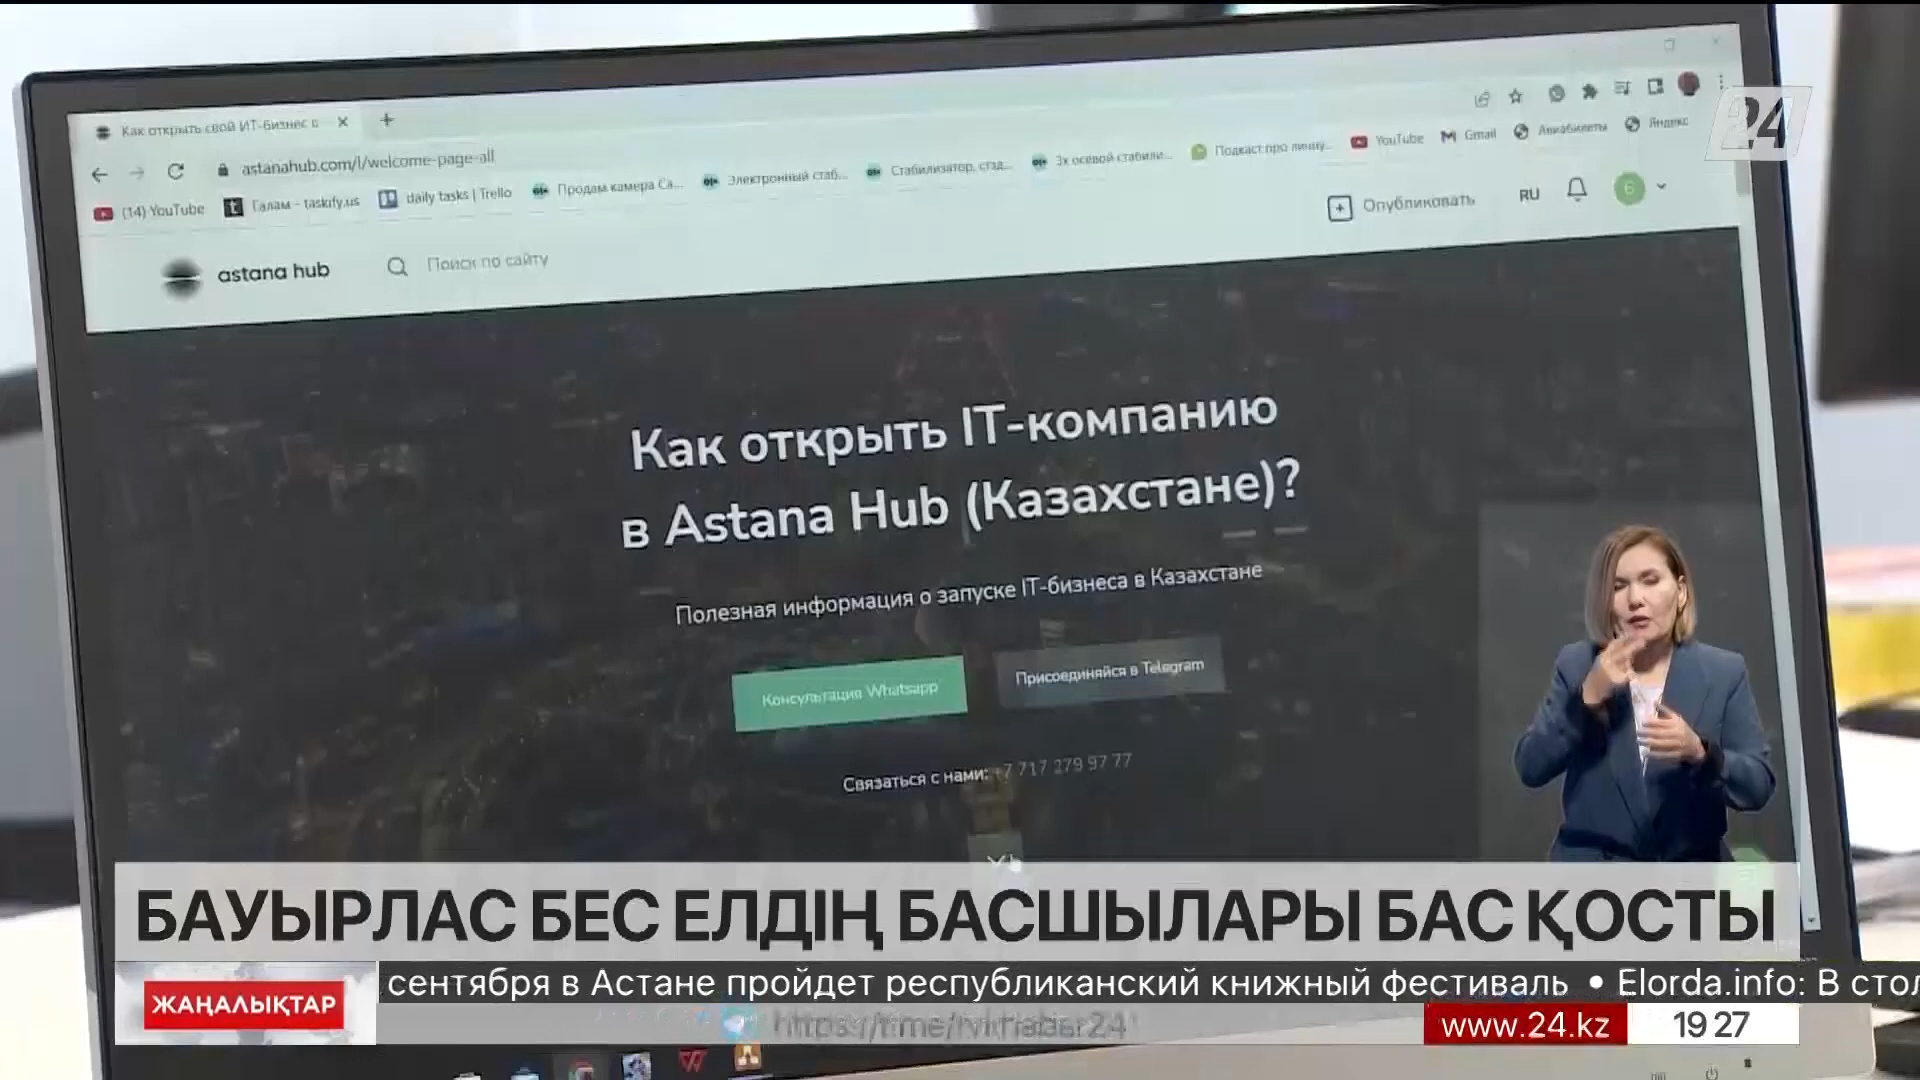 24
Как открыть свой ИТ-бизнес в
astanahub.com/l/welcome-page-all
(14) YouTube
Галам - taskify.us
daily tasks | Trello
Продам камера Са...
Электронный стаб...
Стабилизатор, стэд...
3х осевой стабили...
Подкаст про лингу...
YouTube
Gmail
Авиабилеты
Яндекс
astana hub
Поиск по сайту
Опубликовать
RU
Как открыть IT-компанию
в Astana Hub (Казахстане)?
Полезная информация о запуске IT-бизнеса в Казахстане
Консультация Whatsapp
Присоединяйся в Telegram
Связаться с нами: +7 717 279 97 77
БАУЫРЛАС БЕС ЕЛДІҢ БАСШЫЛАРЫ БАС ҚОСТЫ
ЖАҢАЛЫҚТАР
сентября в Астане пройдет республиканский книжный фестиваль • Elorda.info: В стол
www.24.kz
19 27